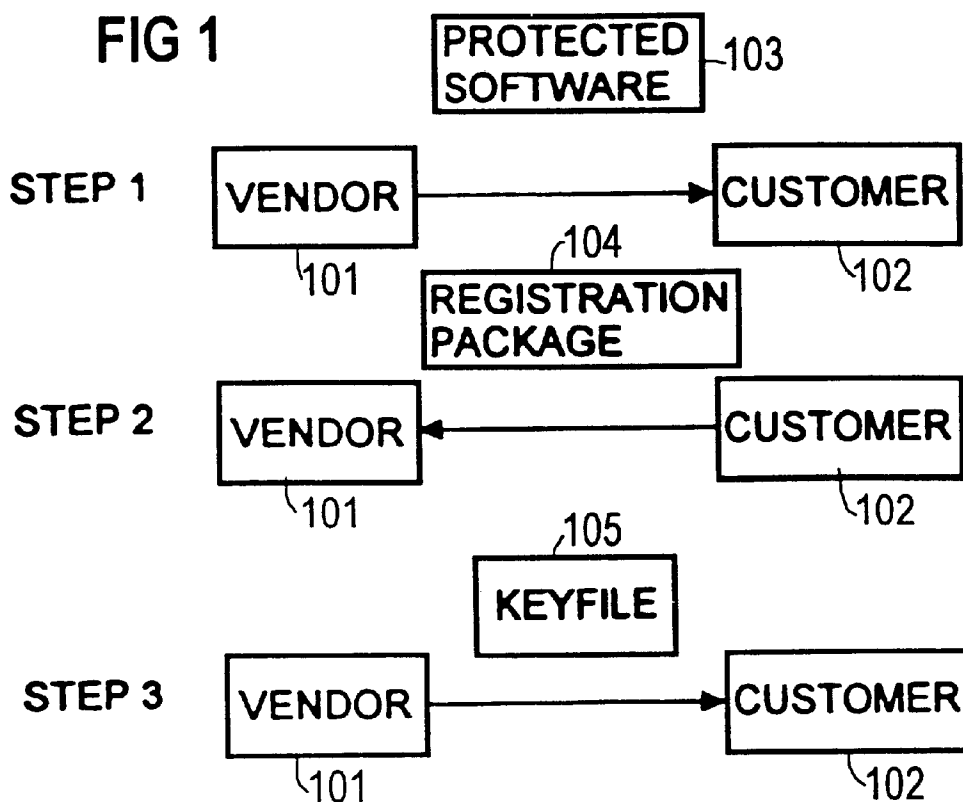 FIG 1
PROTECTED
SOFTWARE
103
STEP 1
VENDOR
CUSTOMER
101
102
104
REGISTRATION
PACKAGE
STEP 2
VENDOR
CUSTOMER
101
102
105
KEYFILE
STEP 3
VENDOR
CUSTOMER
101
102